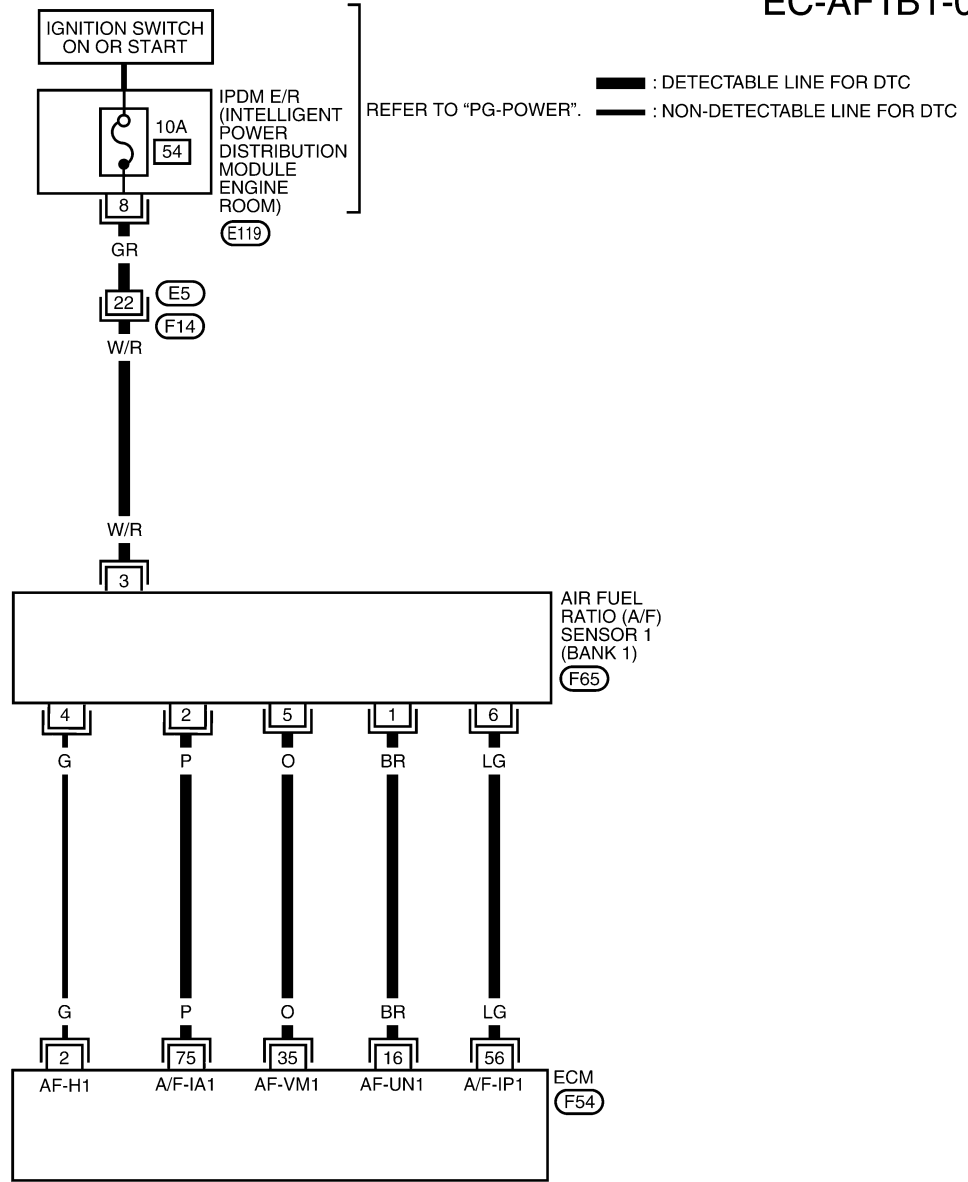 EC-AF1B1-0
IGNITION SWITCH
ON OR START
: DETECTABLE LINE FOR DTC
: NON-DETECTABLE LINE FOR DTC
REFER TO “PG-POWER”.
10A
54
IPDM E/R
(INTELLIGENT
POWER
DISTRIBUTION
MODULE
ENGINE
ROOM)
E119
8
GR
22
E5
F14
W/R
W/R
3
AIR FUEL
RATIO (A/F)
SENSOR 1
(BANK 1)
F65
4 2 5 1 6
G P O BR LG
G P O BR LG
2 75 35 16 56
AF-H1 A/F-IA1 AF-VM1 AF-UN1 A/F-IP1
ECM
F54